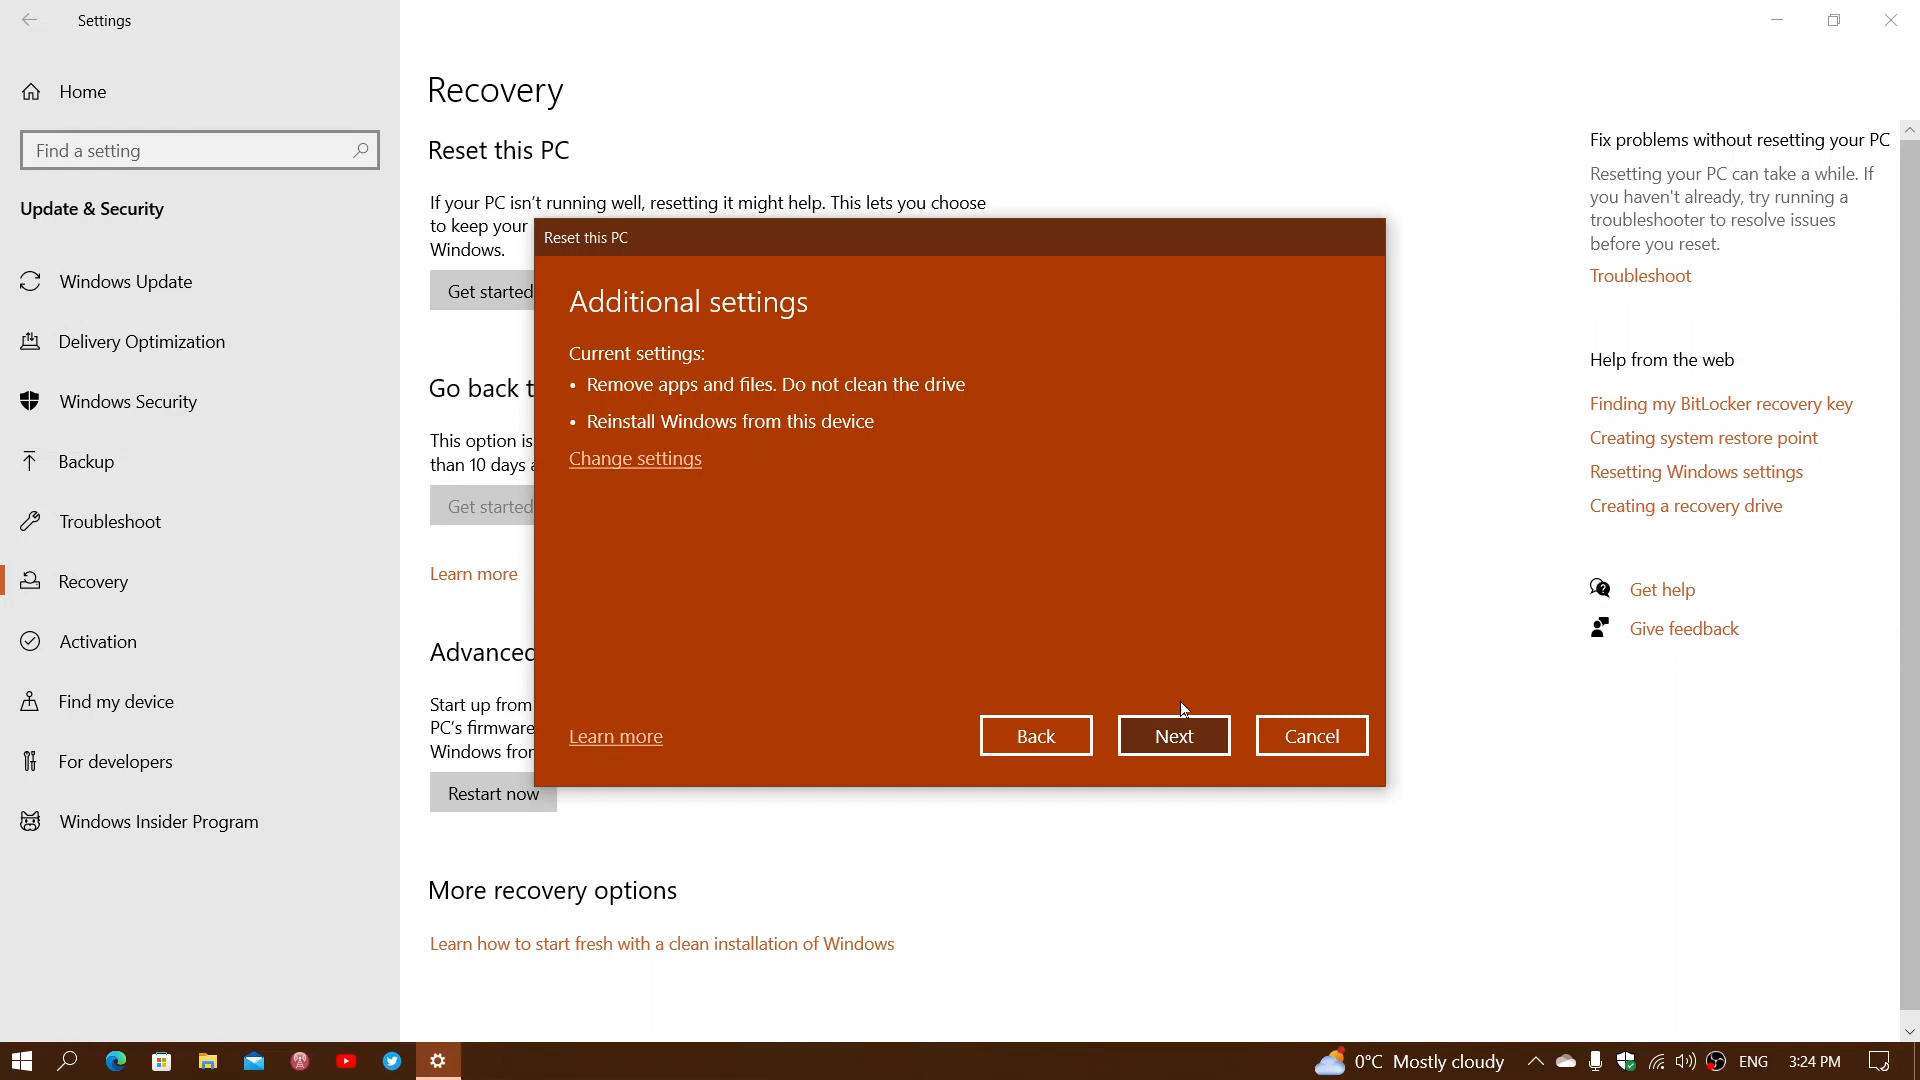 Settings
Home
Find a setting
Update & Security
Windows Update
Delivery Optimization
Windows Security
Backup
Troubleshoot
Recovery
Activation
Find my device
For developers
Windows Insider Program
Recovery
Reset this PC
If your PC isn't running well, resetting it might help. This lets you choose
to keep your
Windows.
Get started
Go back t
This option is
than 10 days a
Get started
Learn more
Advanced
Start up from
PC's firmware
Windows fror
Restart now
More recovery options
Learn how to start fresh with a clean installation of Windows
Reset this PC
Additional settings
Current settings:
• Remove apps and files. Do not clean the drive
• Reinstall Windows from this device
Change settings
Learn more
Back
Next
Cancel
Fix problems without resetting your PC
Resetting your PC can take a while. If
you haven't already, try running a
troubleshooter to resolve issues
before you reset.
Troubleshoot
Help from the web
Finding my BitLocker recovery key
Creating system restore point
Resetting Windows settings
Creating a recovery drive
Get help
Give feedback
0°C Mostly cloudy
ENG
3:24 PM